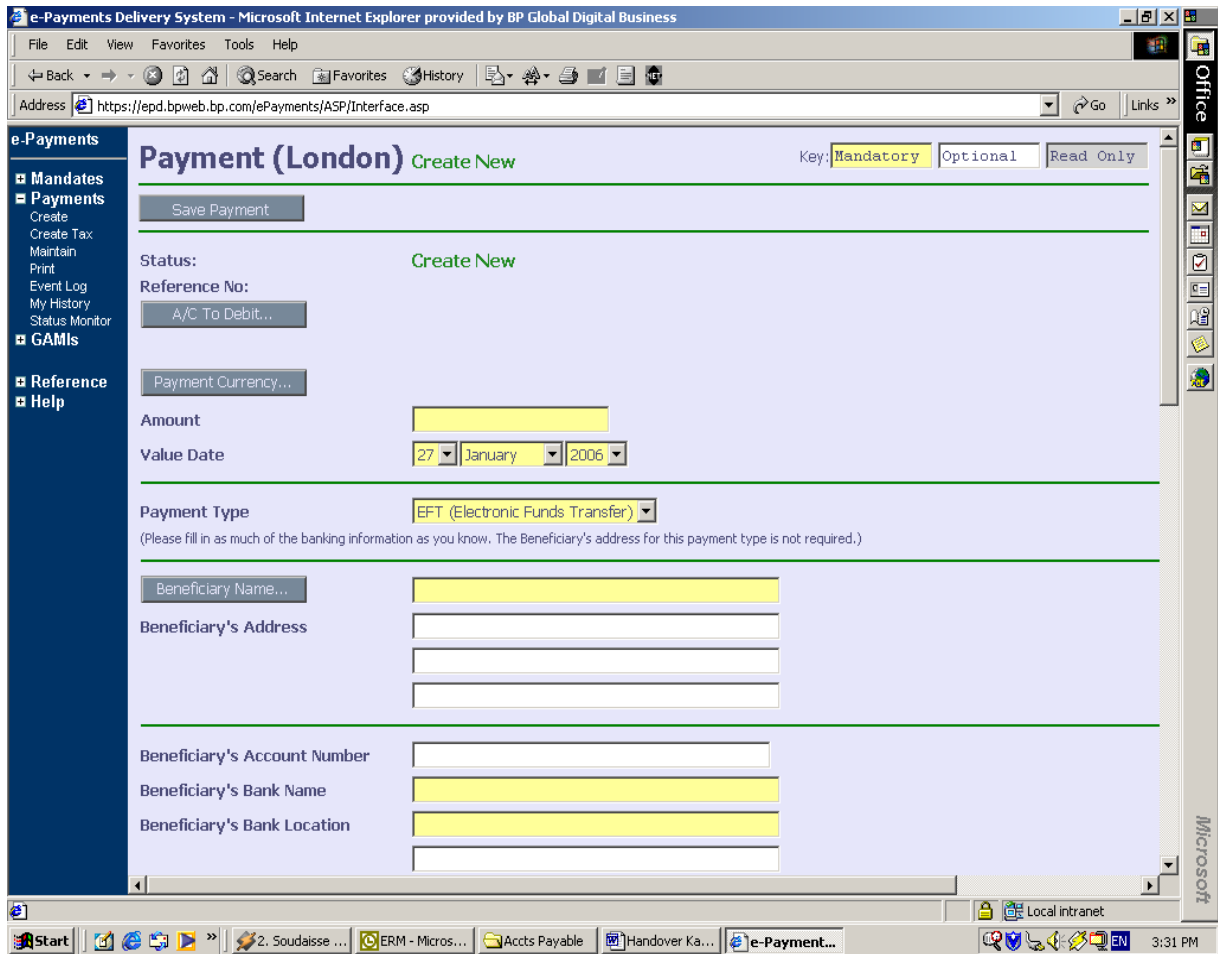 e-Payments Delivery System - Microsoft Internet Explorer provided by BP Global Digital Business
File Edit View Favorites Tools Help
Back Search Favorites History
Address https://epd.bpweb.bp.com/ePayments/ASP/Interface.asp Go Links »
Office
e-Payments
Mandates
Payments
Create
Create Tax
Maintain
Print
Event Log
My History
Status Monitor
GAMIs
Reference
Help
Payment (London) Create New
Key: Mandatory Optional Read Only
Save Payment
Status: Create New
Reference No:
A/C To Debit...
Payment Currency...
Amount
Value Date 27 January 2006
Payment Type EFT (Electronic Funds Transfer)
(Please fill in as much of the banking information as you know. The Beneficiary's address for this payment type is not required.)
Beneficiary Name...
Beneficiary's Address
Beneficiary's Account Number
Beneficiary's Bank Name
Beneficiary's Bank Location
Microsoft
Local intranet
Start » 2. Soudaisse ... ERM - Micros... Accts Payable Handover Ka... e-Payment... EN 3:31 PM